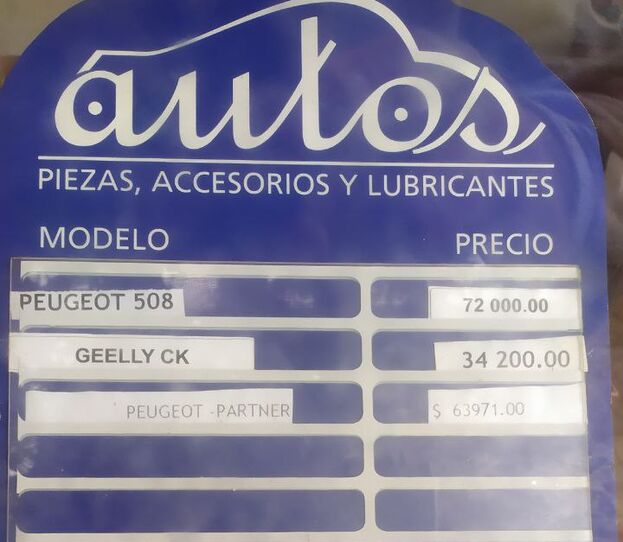 autos
PIEZAS, ACCESORIOS Y LUBRICANTES
MODELO PRECIO
PEUGEOT 508 72 000.00
GEELLY CK 34 200.00
PEUGEOT -PARTNER $ 63971.00